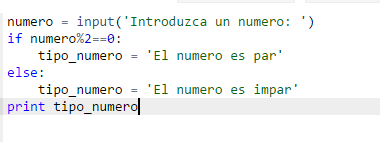 numero = input('Introduzca un numero: ')
if numero%2==0:
    tipo_numero = 'El numero es par'
else:
    tipo_numero = 'El numero es impar'
print tipo_numero